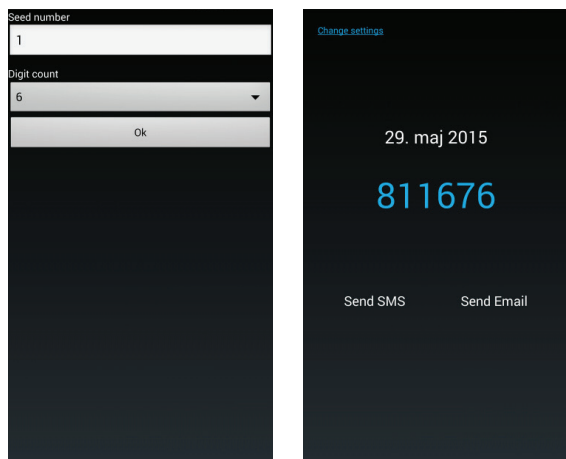 Seed number
1
Digit count
6
Ok
Change settings
29. maj 2015
811676
Send SMS
Send Email